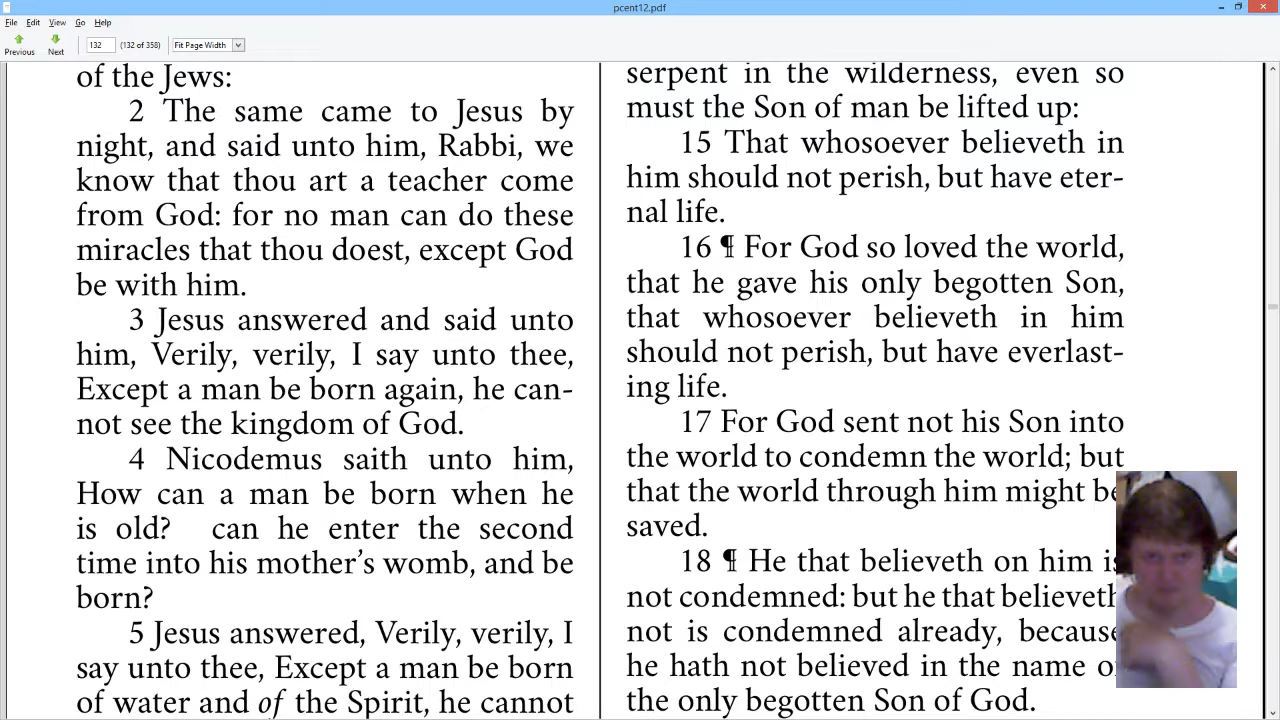 pcent12.pdf
File Edit View Go Help
Previous Next 132 (132 of 358) Fit Page Width
of the Jews:
2 The same came to Jesus by
night, and said unto him, Rabbi, we
know that thou art a teacher come
from God: for no man can do these
miracles that thou doest, except God
be with him.
3 Jesus answered and said unto
him, Verily, verily, I say unto thee,
Except a man be born again, he can-
not see the kingdom of God.
4 Nicodemus saith unto him,
How can a man be born when he
is old? can he enter the second
time into his mother’s womb, and be
born?
5 Jesus answered, Verily, verily, I
say unto thee, Except a man be born
of water and of the Spirit, he cannot
serpent in the wilderness, even so
must the Son of man be lifted up:
15 That whosoever believeth in
him should not perish, but have eter-
nal life.
16 ¶ For God so loved the world,
that he gave his only begotten Son,
that whosoever believeth in him
should not perish, but have everlast-
ing life.
17 For God sent not his Son into
the world to condemn the world; but
that the world through him might be
saved.
18 ¶ He that believeth on him is
not condemned: but he that believeth
not is condemned already, because
he hath not believed in the name of
the only begotten Son of God.